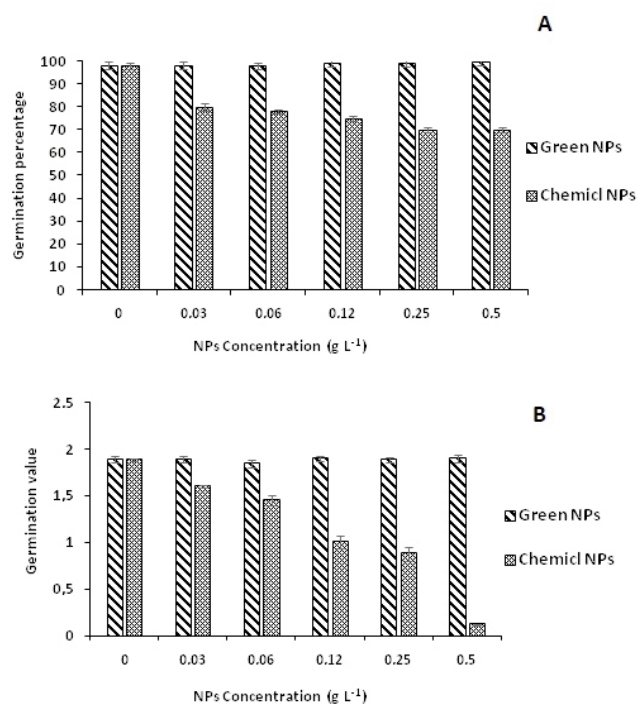 A
Germination percentage
100
90
80
70
60
50
40
30
20
10
0
0 0.03 0.06 0.12 0.25 0.5
NPs Concentration (g L⁻¹)
Green NPs
Chemicl NPs
B
Germination value
2.5
2
1.5
1
0,5
0
0 0.03 0.06 0.12 0.25 0.5
NPs Concentration (g L⁻¹)
Green NPs
Chemicl NPs